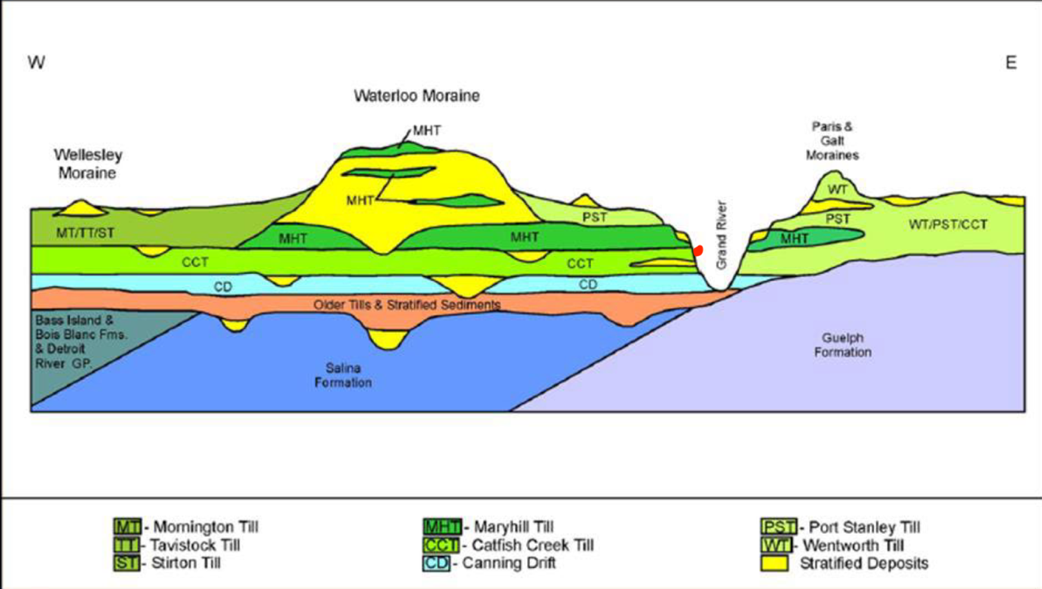 W
E
Waterloo Moraine
MHT
Paris &
Galt
Moraines
Wellesley
Moraine
WT
MHT
PST
PST
MT/TT/ST
MHT
MHT
Grand River
MHT
WT/PST/CCT
CCT
CCT
CD
CD
Older Tills & Stratified Sediments
Bass Island &
Bois Blanc Fms.
& Detroit
River GP.
Salina
Formation
Guelph
Formation
MT - Mornington Till
TT - Tavistock Till
ST - Stirton Till
MHT - Maryhill Till
CCT - Catfish Creek Till
CD - Canning Drift
PST - Port Stanley Till
WT - Wentworth Till
Stratified Deposits